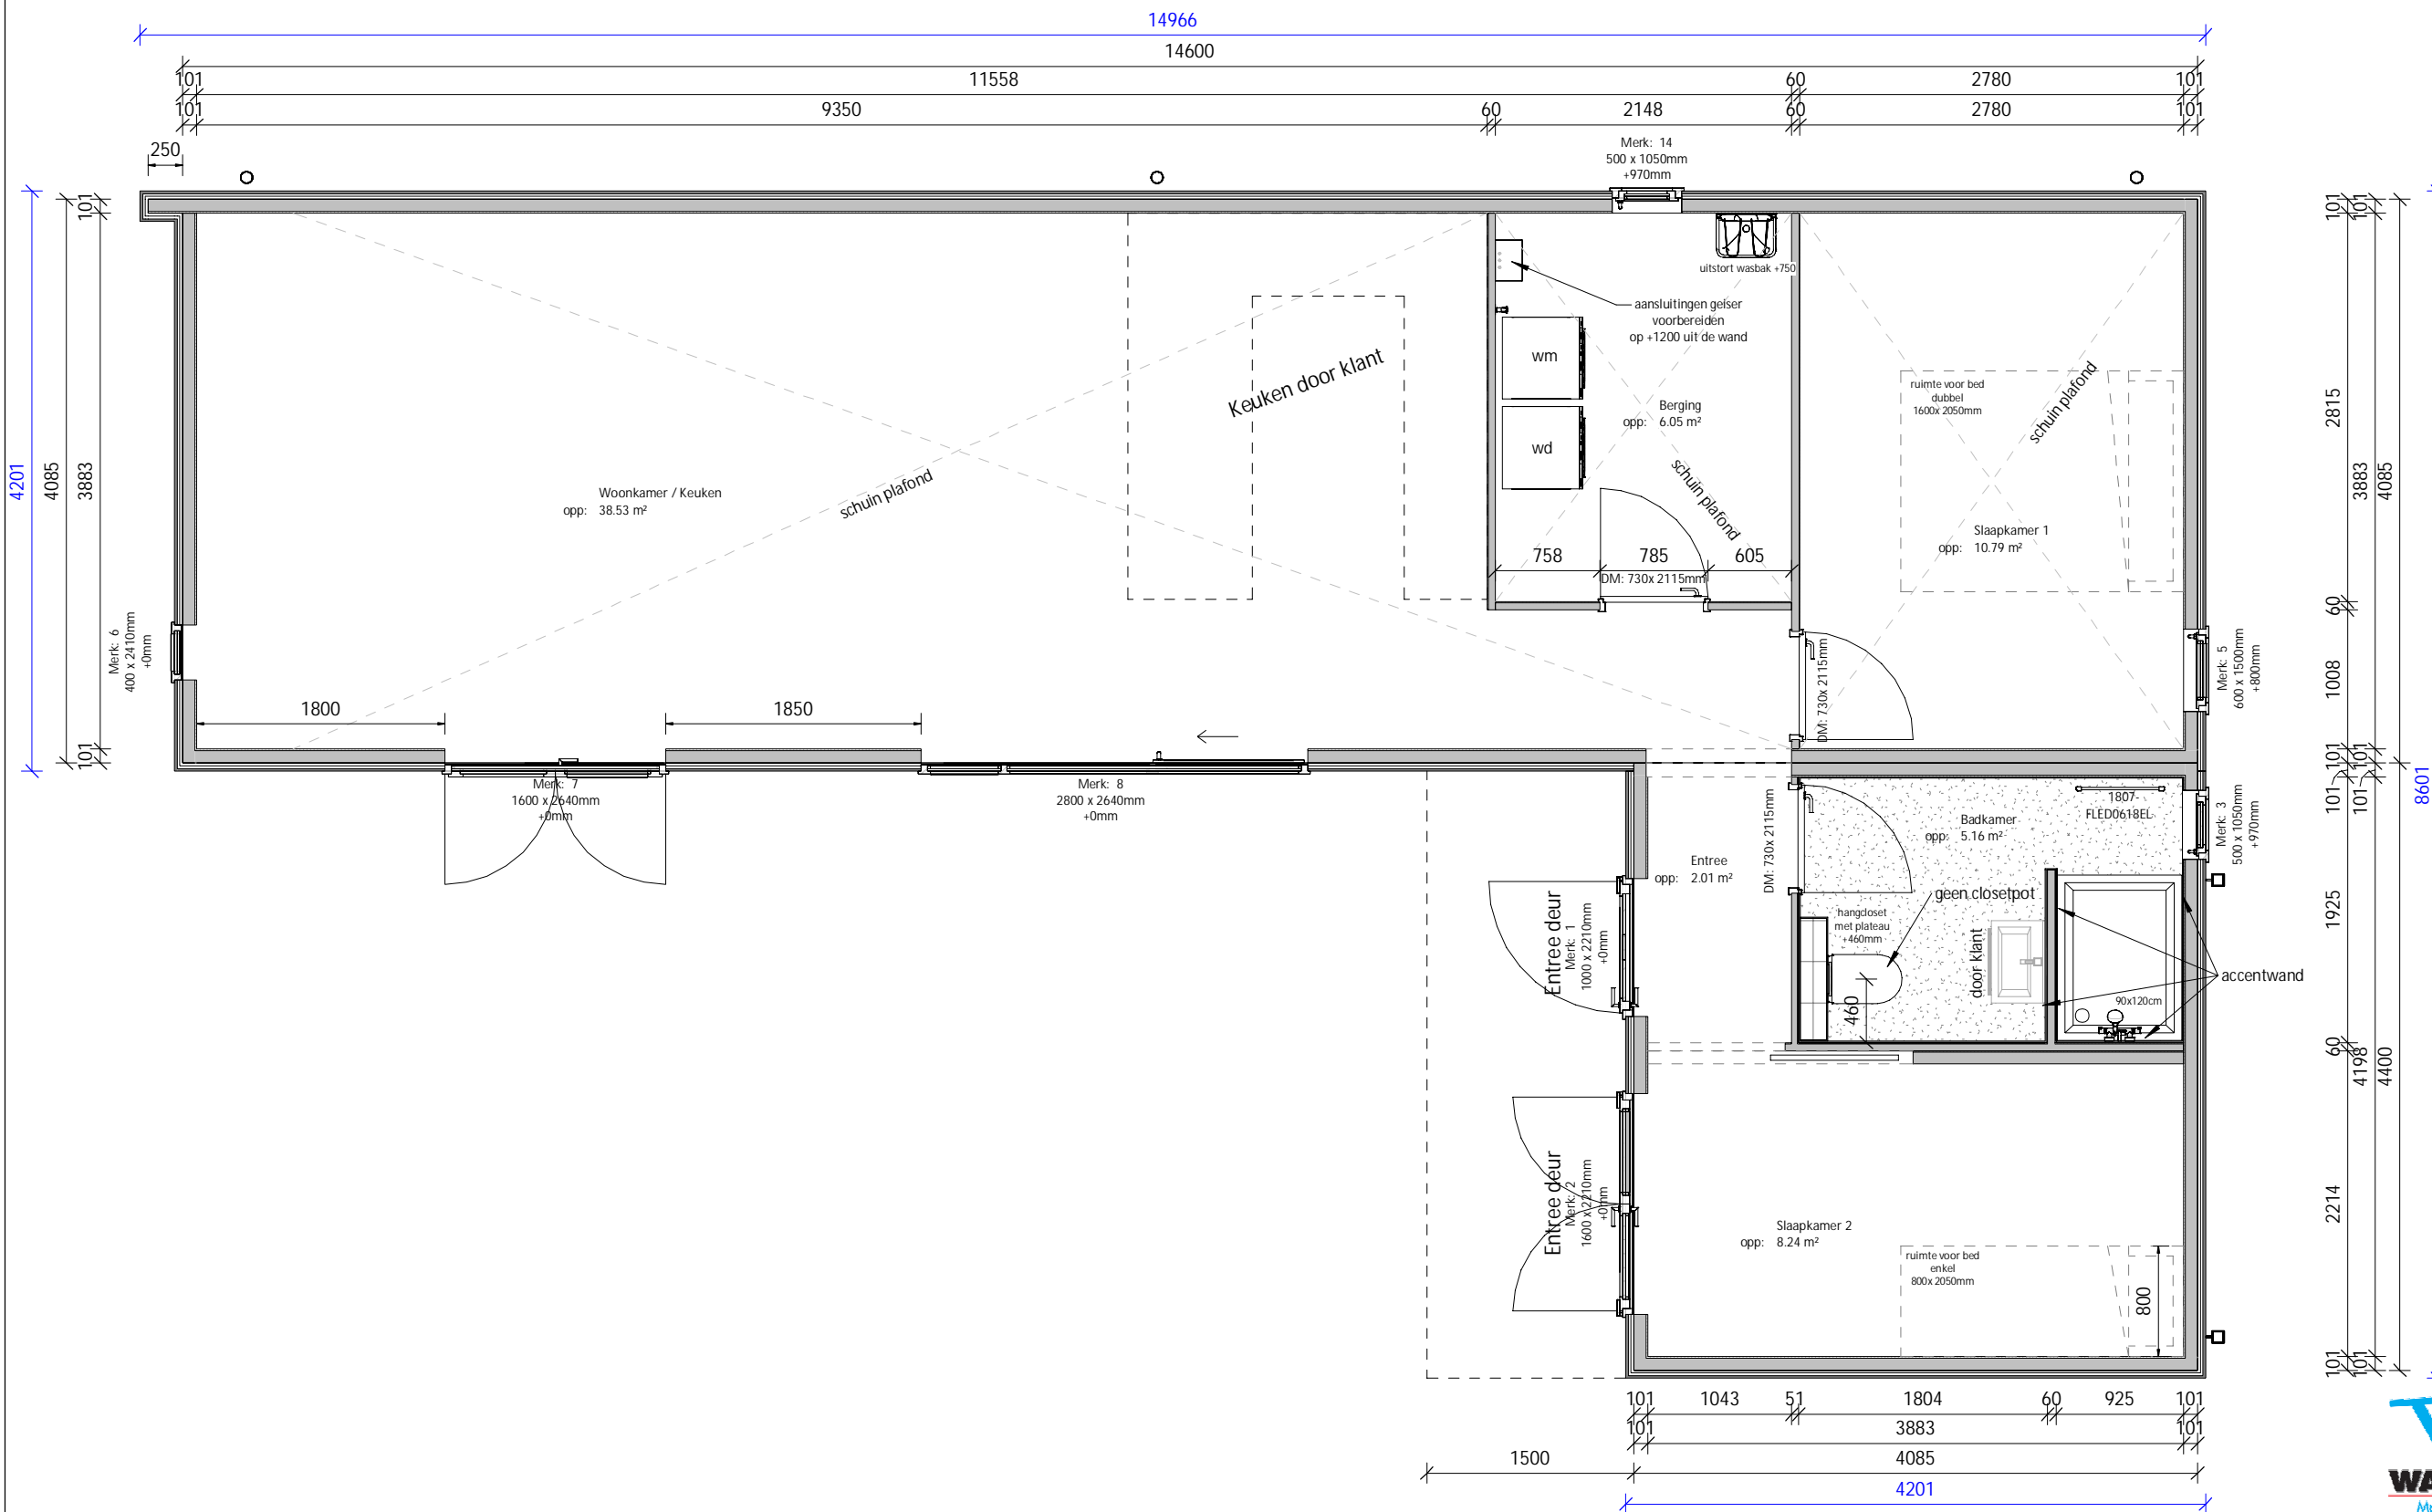 14966
14600
101 11558 60 2780 101
101 9350 60 2148 60 2780 101
250
Merk: 14
500 x 1050mm
+970mm
4201
4085
101
3883
101
uitstort wasbak +750
aansluitingen geiser
voorbereiden
op +1200 uit de wand
wm
wd
Keuken door klant
Berging
opp: 6.05 m²
schuin plafond
ruimte voor bed
dubbel
1600x 2050mm
schuin plafond
Woonkamer / Keuken
opp: 38.53 m²
schuin plafond
Slaapkamer 1
opp: 10.79 m²
758 785 605
DM: 730x 2115mm
DM: 730x 2115mm
Merk: 6
400 x 2410mm
+0mm
1800
1850
Merk: 5
600 x 1500mm
+800mm
Merk: 7
1600 x 2640mm
+0mm
Merk: 8
2800 x 2640mm
+0mm
Entree
opp: 2.01 m²
DM: 730x 2115mm
1807
FLED0618EL
Badkamer
opp: 5.16 m²
Merk: 3
500 x 1050mm
+970mm
geen closetpot
hangcloset
met plateau
+460mm
460
door klant
90x120cm
accentwand
Entree deur
Merk: 1
1000 x 2210mm
+0mm
Entree deur
Merk: 2
1600 x 2210mm
+0mm
Slaapkamer 2
opp: 8.24 m²
ruimte voor bed
enkel
800x 2050mm
800
101 101
2815
3883 4085
60
1008
101 101
101 101
8601
1925
60
4198 4400
2214
101 101
101 1043 51 1804 60 925 101
101 3883 101
1500 4085
4201